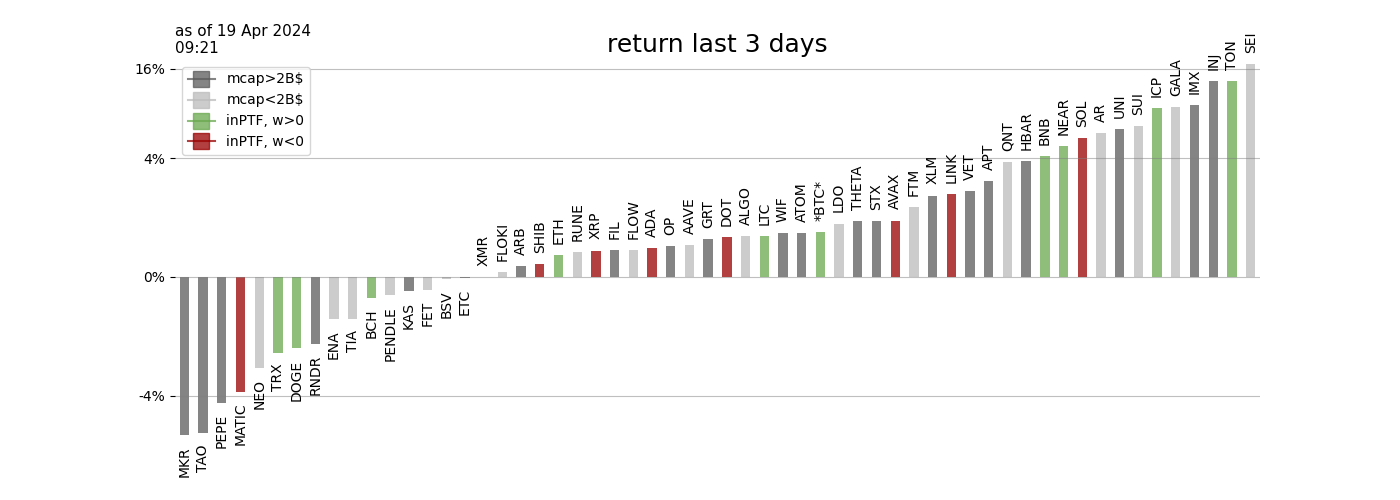 as of 19 Apr 2024
09:21
return last 3 days
16%
4%
0%
-4%
mcap>2B$
mcap<2B$
inPTF, w>0
inPTF, w<0
MKR
TAO
PEPE
MATIC
NEO
TRX
DOGE
RNDR
ENA
TIA
BCH
PENDLE
KAS
FET
BSV
ETC
XMR
FLOKI
ARB
SHIB
ETH
RUNE
XRP
FIL
FLOW
ADA
OP
AAVE
GRT
DOT
ALGO
LTC
WIF
ATOM
*BTC*
LDO
THETA
STX
AVAX
FTM
XLM
LINK
VET
APT
QNT
HBAR
BNB
NEAR
SOL
AR
UNI
SUI
ICP
GALA
IMX
INJ
TON
SEI